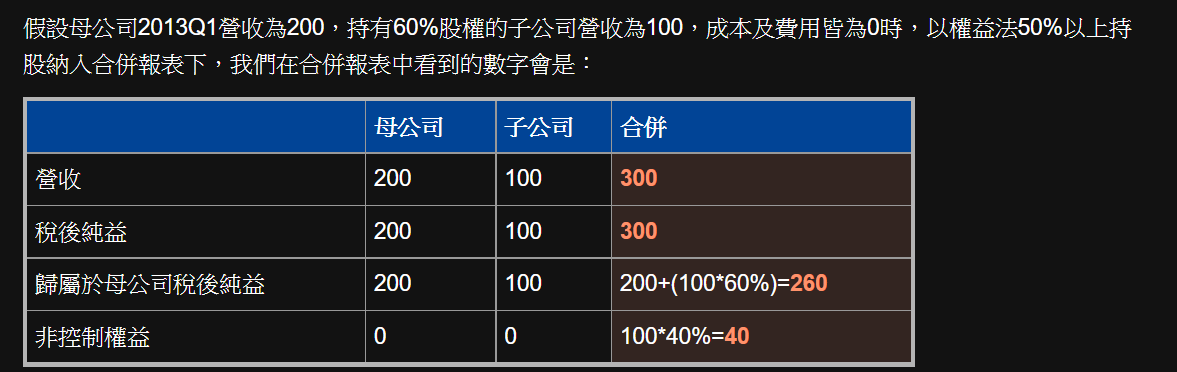 假設母公司2013Q1營收為200，持有60%股權的子公司營收為100，成本及費用皆為0時，以權益法50%以上持
股納入合併報表下，我們在合併報表中看到的數字會是：
母公司 子公司 合併
營收 200 100 300
稅後純益 200 100 300
歸屬於母公司稅後純益 200 100 200+(100*60%)=260
非控制權益 0 0 100*40%=40